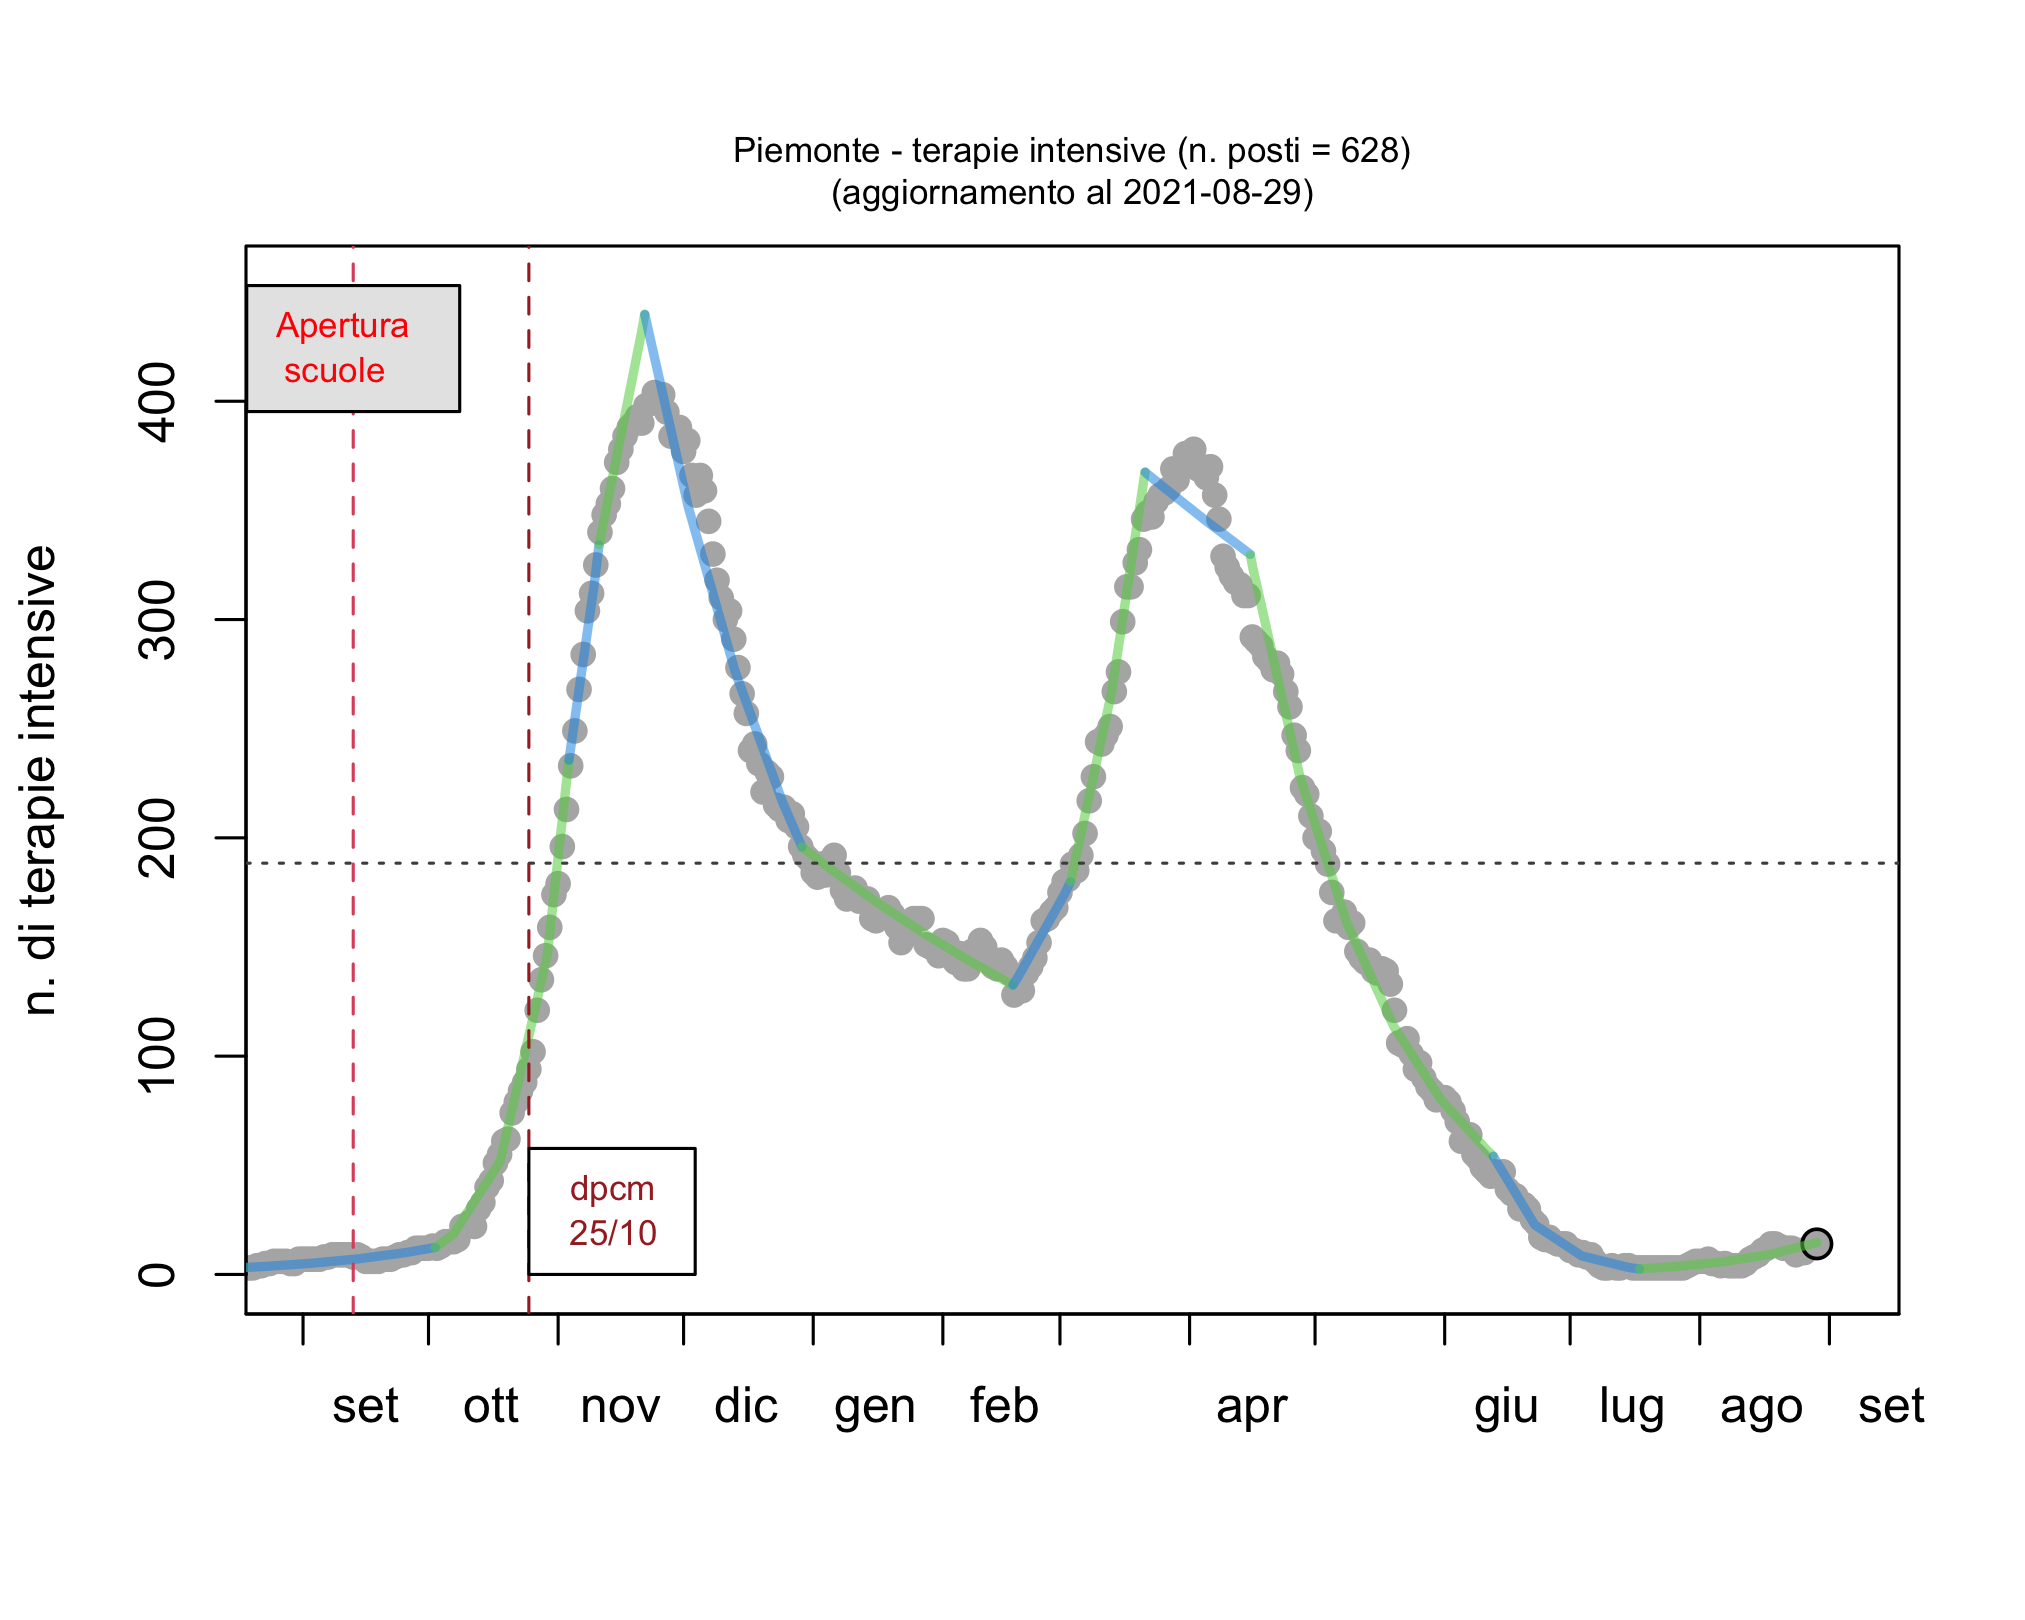 Piemonte - terapie intensive (n. posti = 628)
(aggiornamento al 2021-08-29)
Apertura
scuole
n. di terapie intensive
400
300
200
100
0
dpcm
25/10
set ott nov dic gen feb apr giu lug ago set